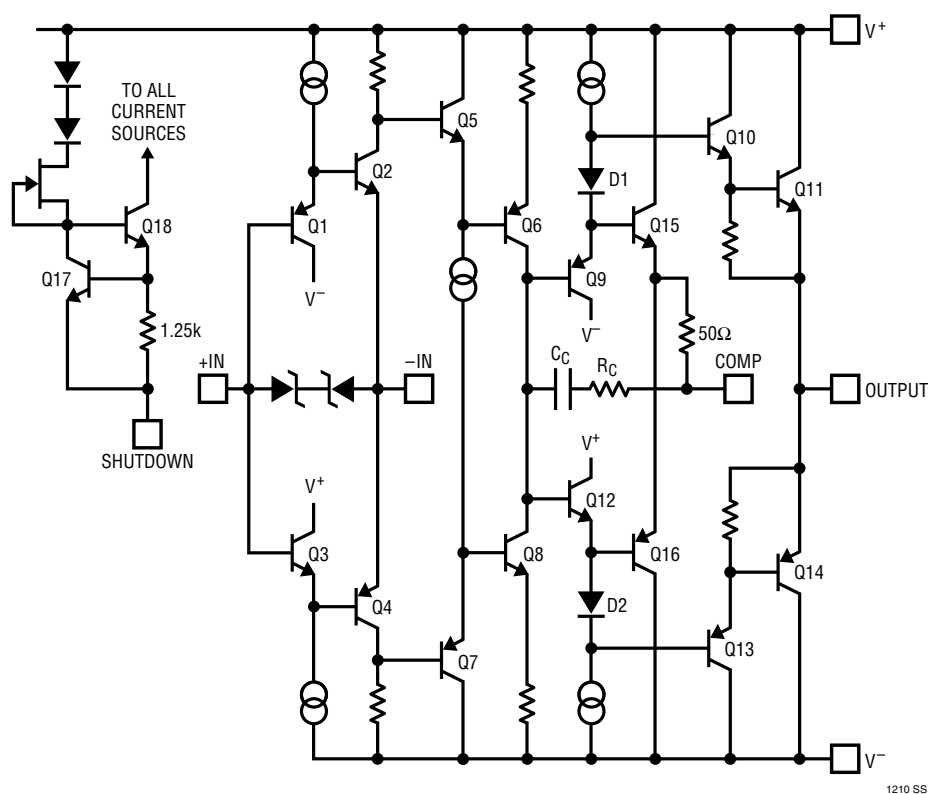 V+
TO ALL
CURRENT
SOURCES
Q5
Q10
Q2
D1
Q11
Q18
Q1
Q6
Q15
Q17
Q9
V–
V–
1.25k
50Ω
+IN
–IN
CC
RC
COMP
OUTPUT
SHUTDOWN
V+
V+
Q12
Q3
Q8
Q16
Q4
D2
Q14
Q7
Q13
V–
1210 SS